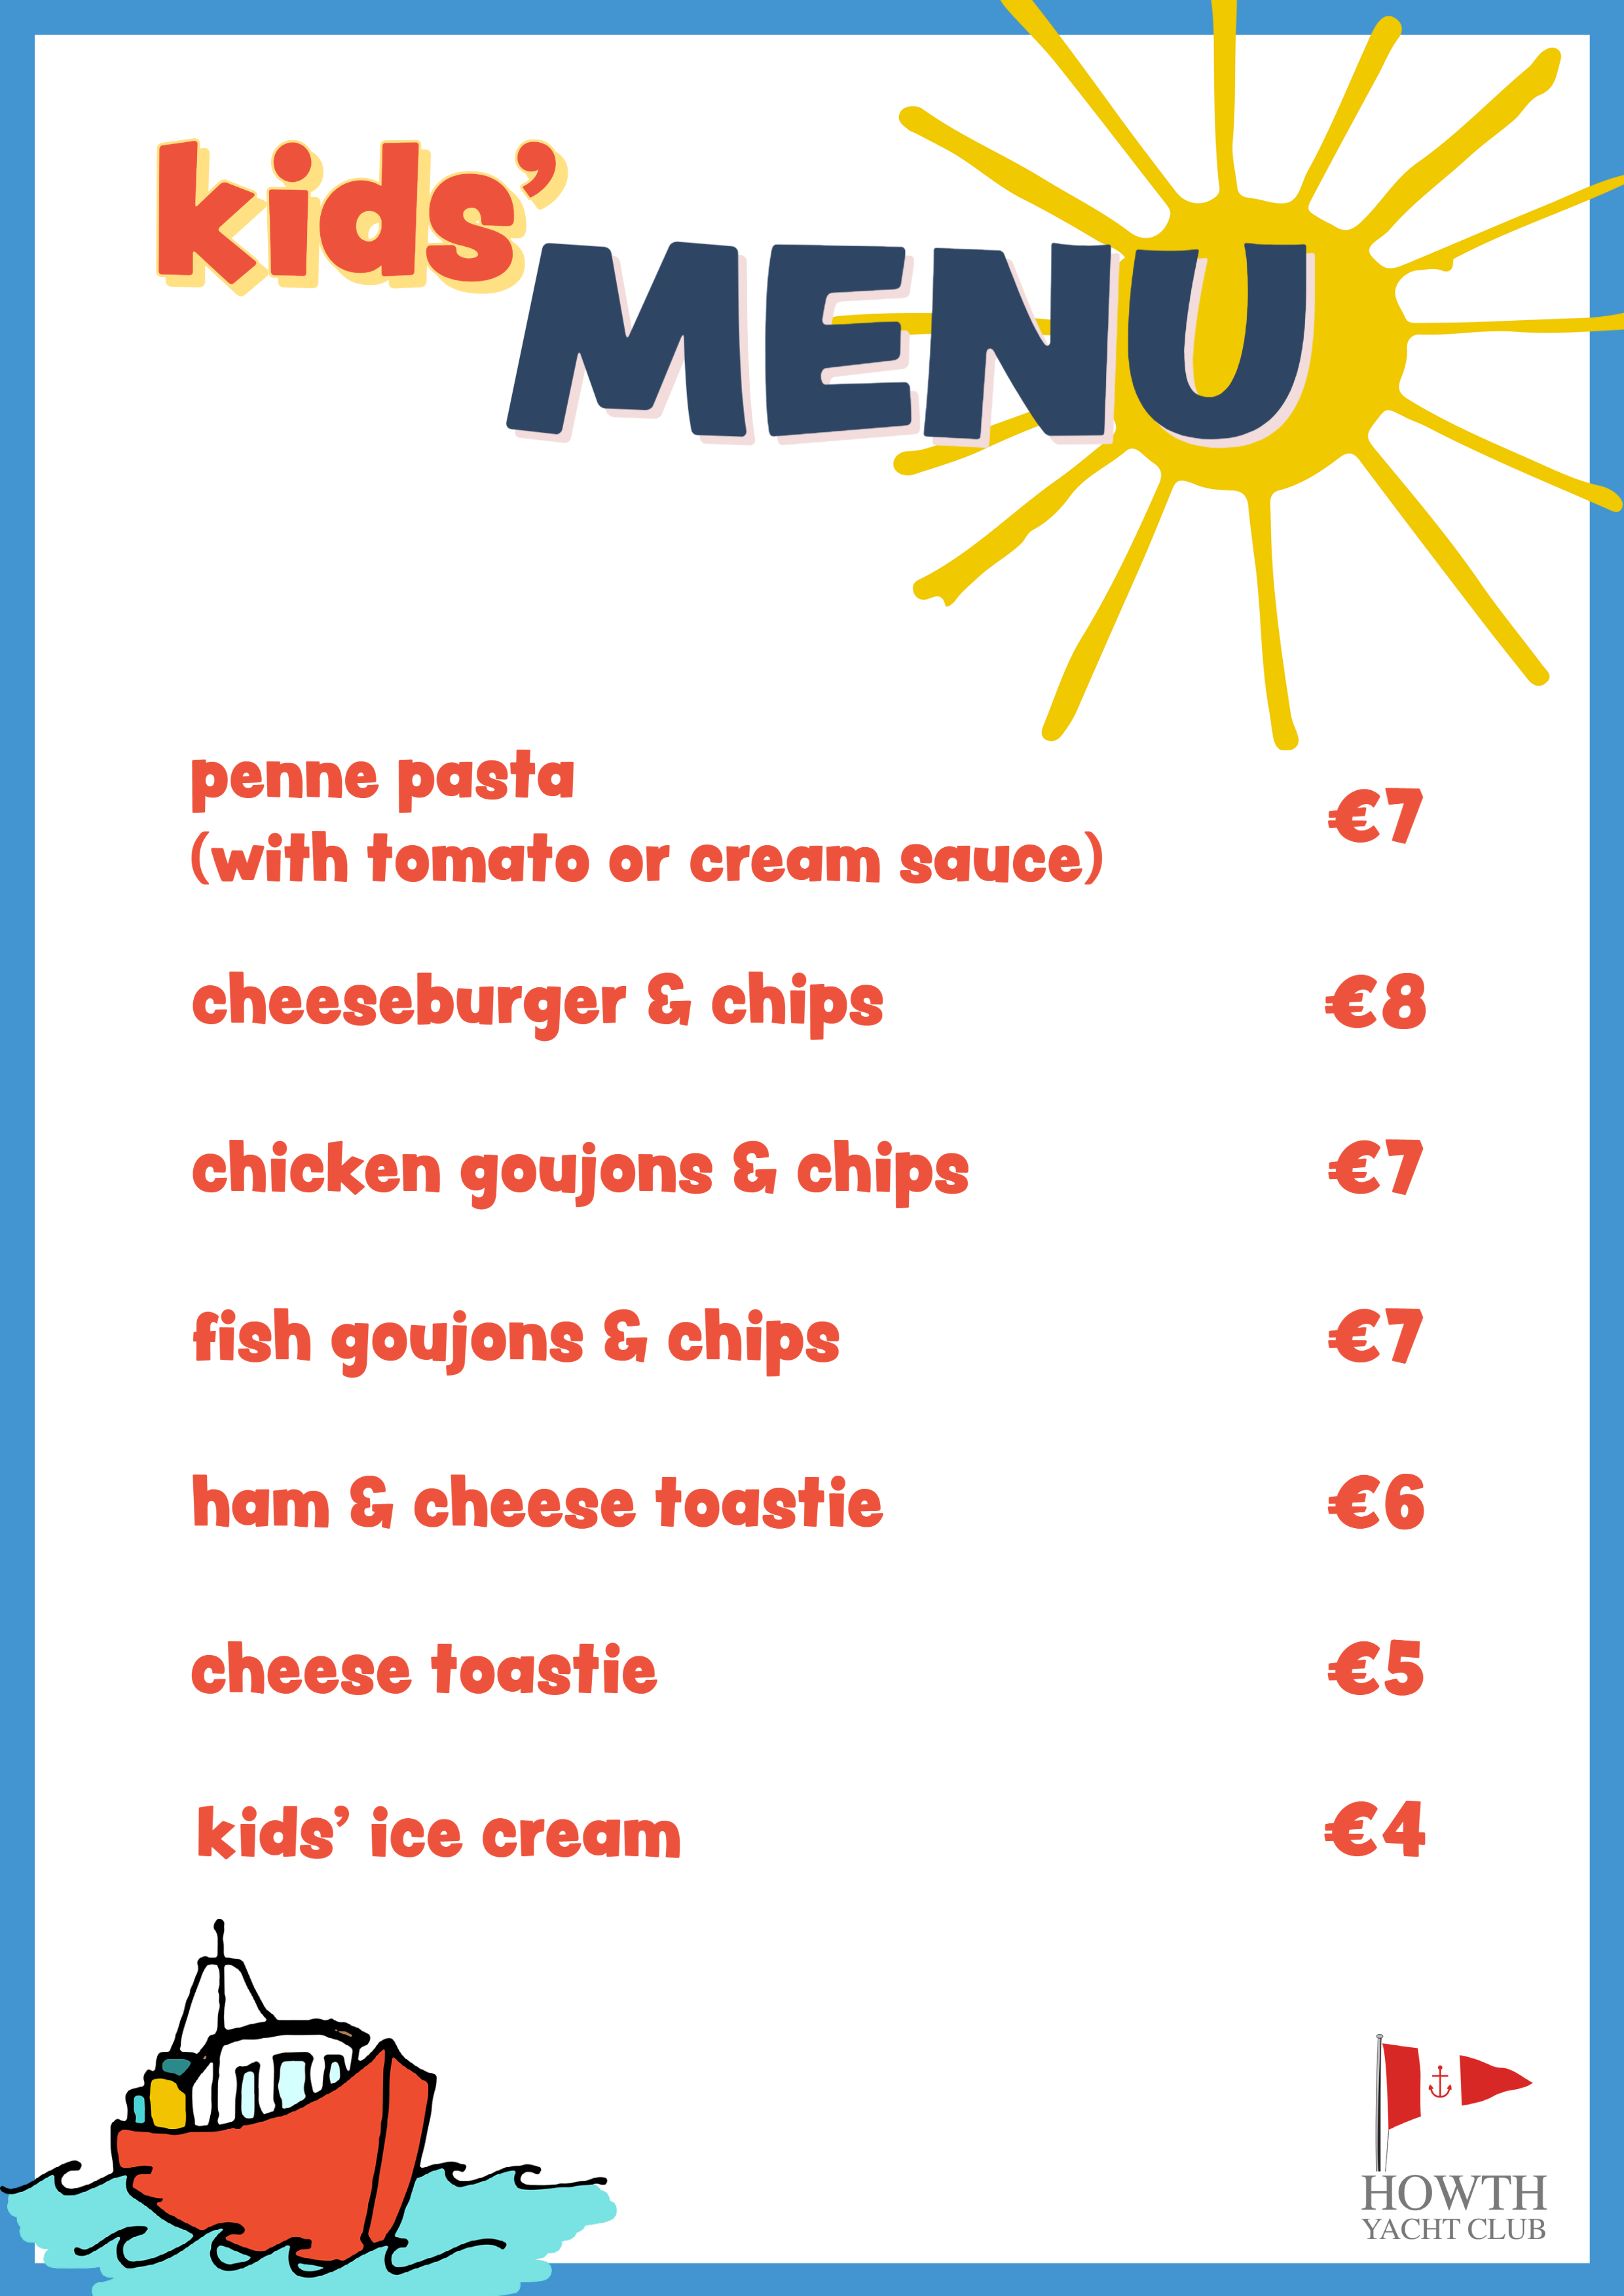 kids’
MENU
penne pasta
(with tomato or cream sauce) €7
cheeseburger & chips €8
chicken goujons & chips €7
fish goujons & chips €7
ham & cheese toastie €6
cheese toastie €5
kids’ ice cream €4
HOWTH
YACHT CLUB